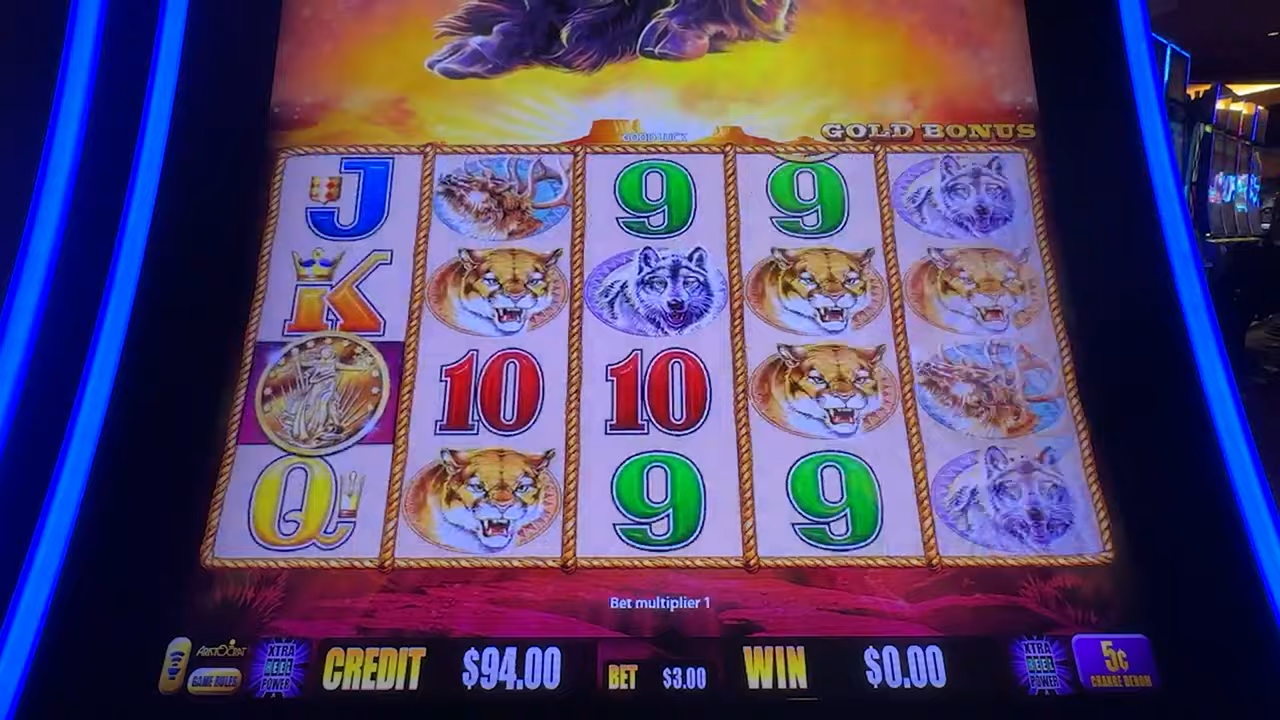 GOOD LUCK
GOLD BONUS
J 9 9
K
10 10
Q 9 9
Bet multiplier 1
ARISTOCRAT
GAME RULES
XTRA REEL POWER
CREDIT $94.00
BET $3.00
WIN $0.00
XTRA REEL POWER
5¢
CHANGE DENOM